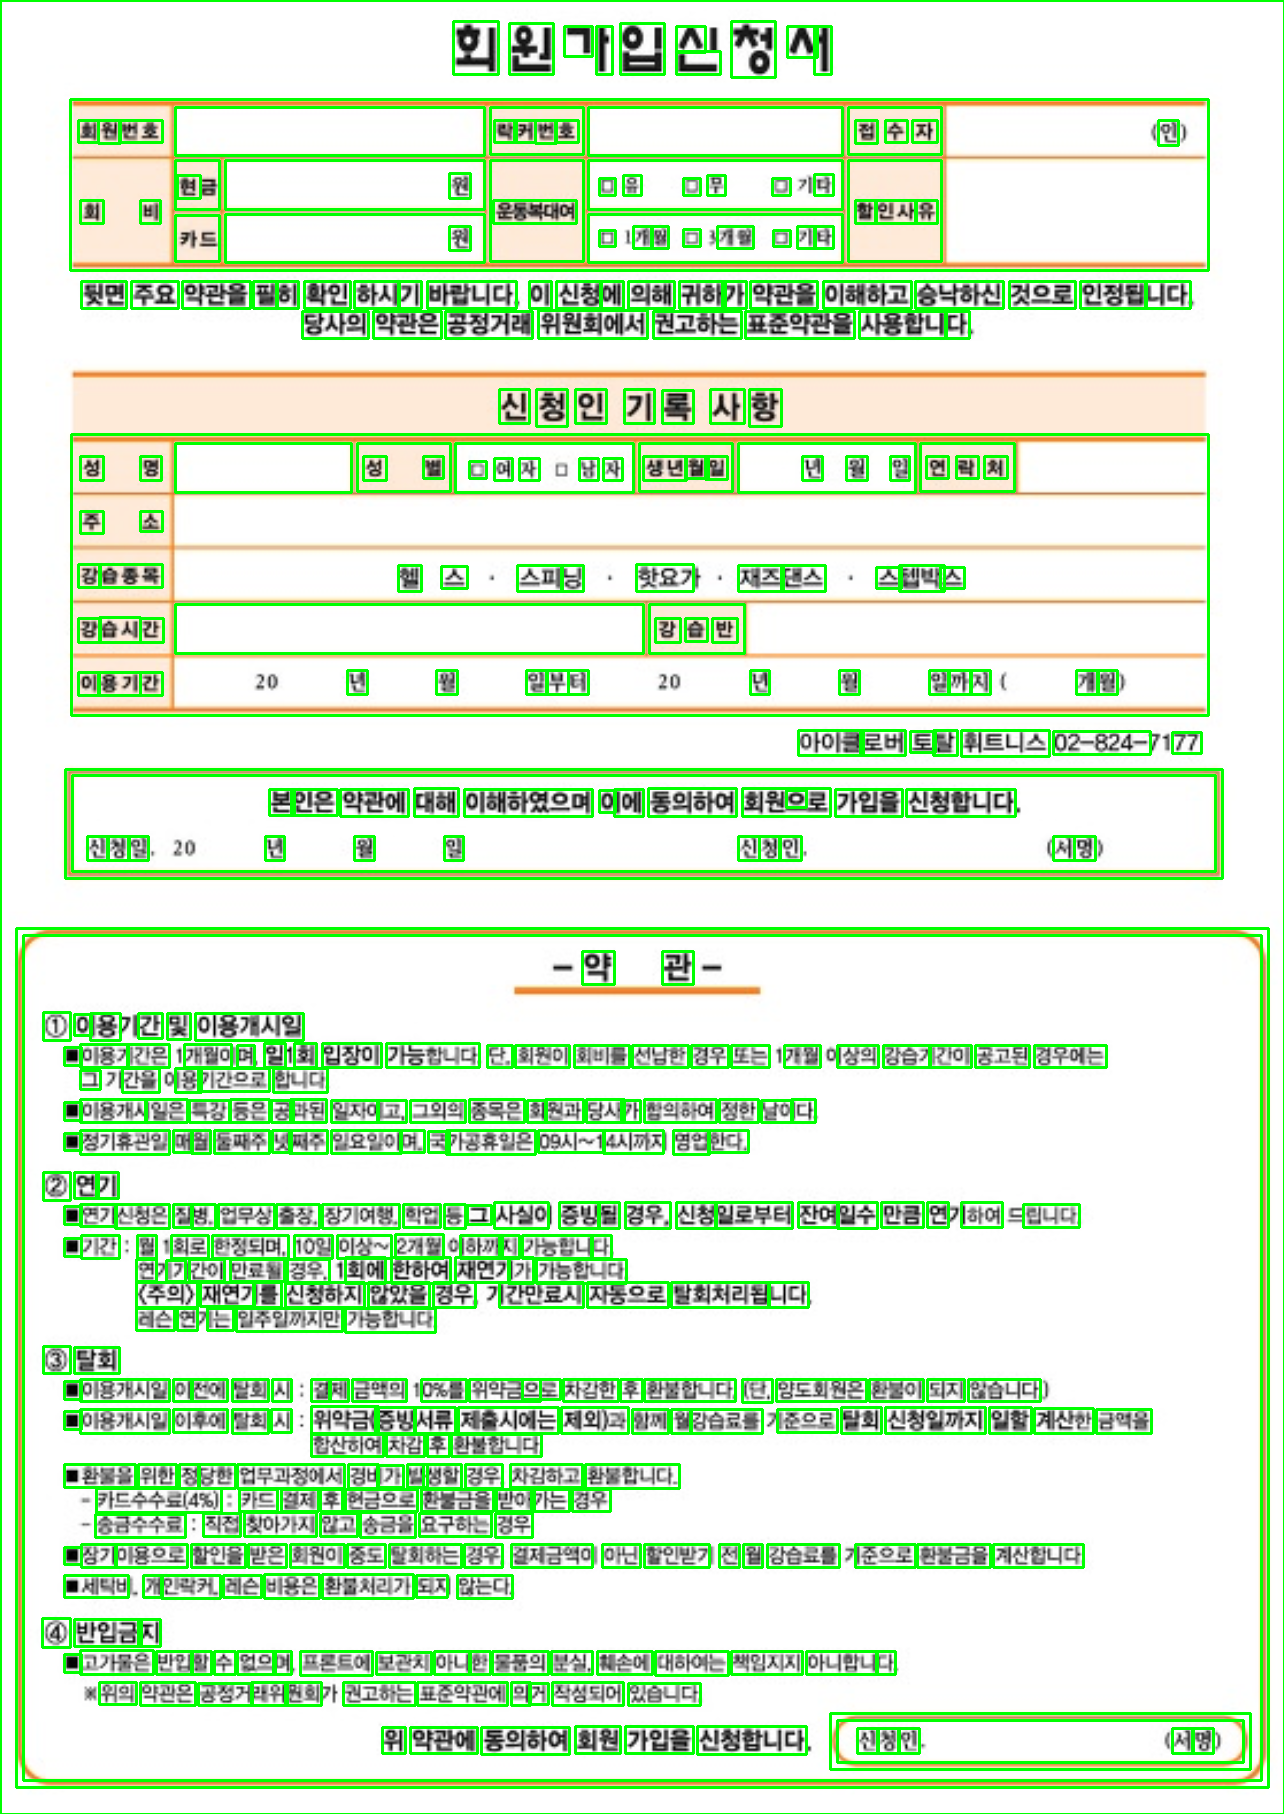 회원가입신청서
회원번호 락커번호 접수자 (인)
회 비 현금 원 운동복대여 □ 유 □ 무 □ 기타 할인사유
카드 원 □ 1개월 □ 3개월 □ 기타
뒷면 주요 약관을 필히 확인 하시기 바랍니다. 이 신청에 의해 귀하가 약관을 이해하고 승낙하신 것으로 인정됩니다.
당사의 약관은 공정거래 위원회에서 권고하는 표준약관을 사용합니다.
신청인 기록 사항
성 명 성 별 □ 여자 □ 남자 생년월일 년 월 일 연락처
주 소
강습종목 헬 스 · 스피닝 · 핫요가 · 재즈댄스 · 스텝박스
강습시간 강습반
이용기간 20 년 월 일부터 20 년 월 일까지 ( 개월)
아이클로버 토탈 휘트니스 02-824-7177
본인은 약관에 대해 이해하였으며 이에 동의하여 회원으로 가입을 신청합니다.
신청일. 20 년 월 일 신청인. (서명)
- 약 관 -
① 이용기간 및 이용개시일
■이용기간은 1개월이며, 일1회 입장이 가능합니다. 단, 회원이 회비를 선납한 경우 또는 1개월 이상의 강습기간이 공고된 경우에는
그 기간을 이용기간으로 합니다.
■이용개시일은 특강 등은 공과된 일자이고, 그외의 종목은 회원과 당사가 합의하여 정한 날이다.
■정기휴관일 매월 둘째주 넷째주 일요일이며, 국가공휴일은 09시~14시까지 영업한다.
② 연기
■연기신청은 질병, 업무상 출장, 장기여행, 학업 등 그 사실이 증빙될 경우, 신청일로부터 잔여일수 만큼 연기하여 드립니다.
■기간 : 월 1회로 한정되며, 10일 이상~ 2개월 이하까지 가능합니다.
연기기간이 만료될 경우, 1회에 한하여 재연기가 가능합니다.
<주의> 재연기를 신청하지 않았을 경우, 기간만료시 자동으로 탈회처리됩니다.
레슨 연기는 일주일까지만 가능합니다.
③ 탈회
■이용개시일 이전에 탈회 시 : 결제 금액의 10%를 위약금으로 차감한 후 환불합니다. (단, 양도회원은 환불이 되지 않습니다.)
■이용개시일 이후에 탈회 시 : 위약금(증빙서류 제출시에는 제외)과 함께 월강습료를 기준으로 탈회 신청일까지 일할 계산한 금액을
합산하여 차감 후 환불합니다.
■환불을 위한 정당한 업무과정에서 경비가 발생할 경우, 차감하고 환불합니다.
- 카드수수료(4%) : 카드 결제 후 현금으로 환불금을 받아가는 경우
- 송금수수료 : 직접 찾아가지 않고 송금을 요구하는 경우
■장기이용으로 할인을 받은 회원이 중도 탈회하는 경우, 결제금액이 아닌 할인받기 전 월 강습료를 기준으로 환불금을 계산합니다.
■세탁비, 개인락커, 레슨 비용은 환불처리가 되지 않는다.
④ 반입금지
■고가물은 반입할 수 없으며, 프론트에 보관치 아니한 물품의 분실, 훼손에 대하여는 책임지지 아니합니다.
※위의 약관은 공정거래위원회가 권고하는 표준약관에 의거 작성되어 있습니다.
위 약관에 동의하여 회원 가입을 신청합니다. 신청인. (서명)